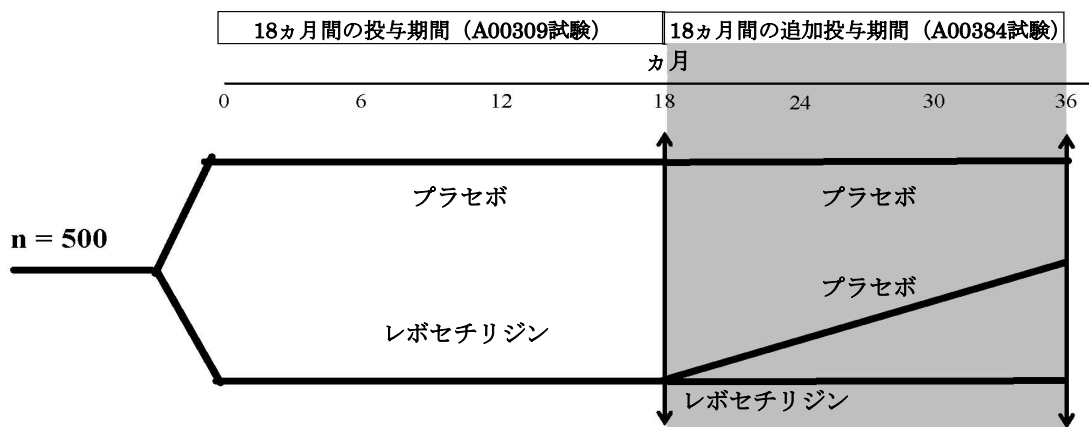 18ヵ月間の投与期間（A00309試験）
18ヵ月間の追加投与期間（A00384試験）
ヵ月
0 6 12 18 24 30 36
プラセボ プラセボ
n = 500
プラセボ
レボセチリジン
レボセチリジン